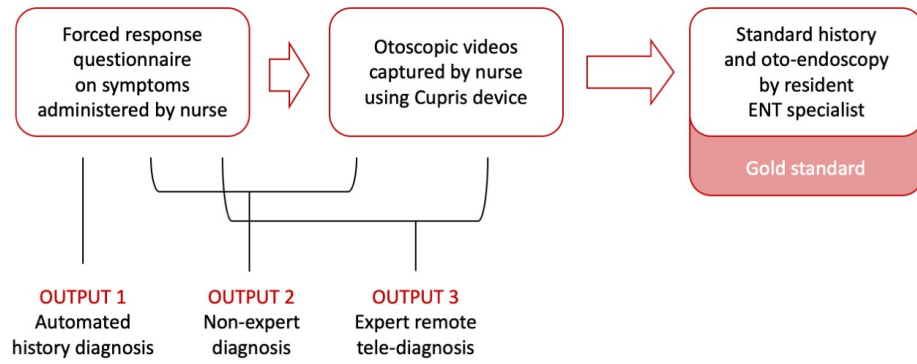 Forced response
questionnaire
on symptoms
administered by nurse
Otoscopic videos
captured by nurse
using Cupris device
Standard history
and oto-endoscopy
by resident
ENT specialist
Gold standard
OUTPUT 1
Automated
history diagnosis
OUTPUT 2
Non-expert
diagnosis
OUTPUT 3
Expert remote
tele-diagnosis